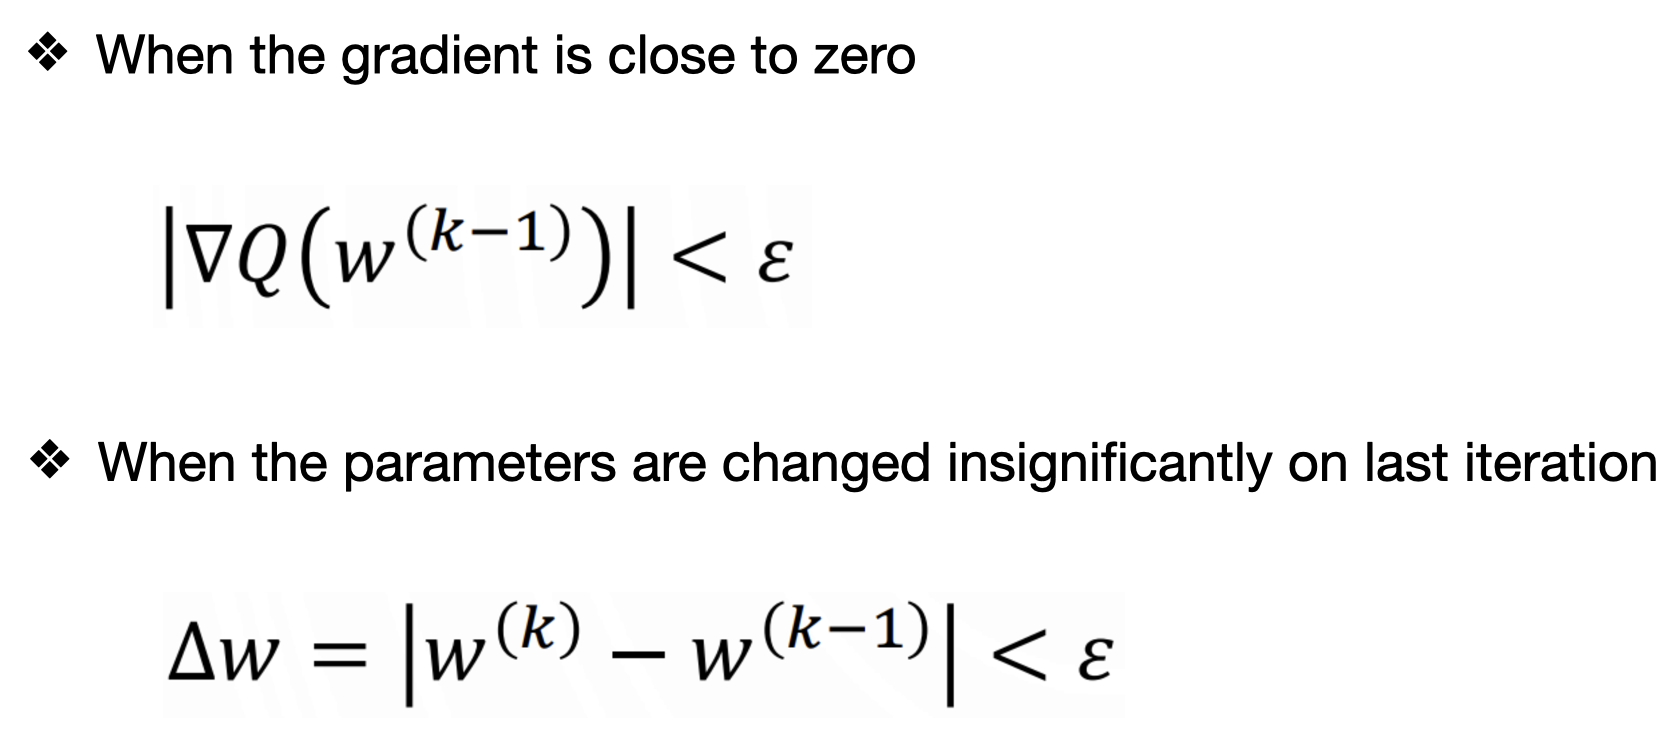 ❖ When the gradient is close to zero
|∇Q(w^(k−1))| < ε
❖ When the parameters are changed insignificantly on last iteration
Δw = |w^(k) − w^(k−1)| < ε